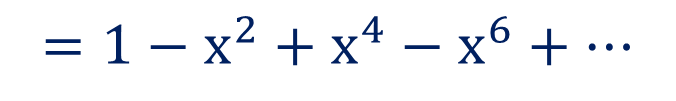 = 1 − x² + x⁴ − x⁶ + ⋯